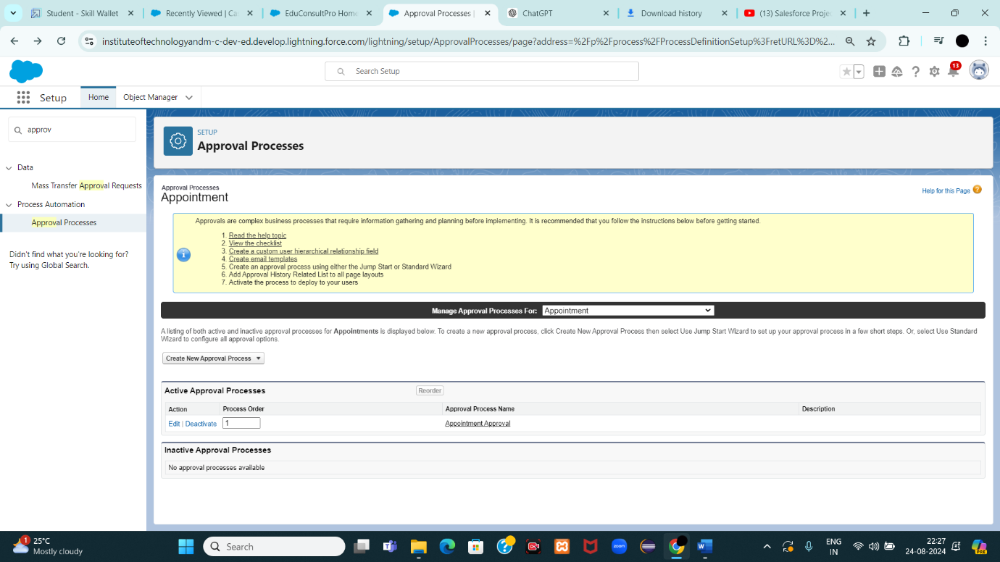 Student - Skill Wallet
Recently Viewed | Ca
EduConsultPro Home
Approval Processes |
ChatGPT
Download history
(13) Salesforce Projec
instituteoftechnologyandm-c-dev-ed.develop.lightning.force.com/lightning/setup/ApprovalProcesses/page?address=%2Fp%2Fprocess%2FProcessDefinitionSetup%3FretURL%3D%2...
Search Setup
13
Setup
Home
Object Manager
approv
Data
Mass Transfer Approval Requests
Process Automation
Approval Processes
Didn't find what you're looking for?
Try using Global Search.
SETUP
Approval Processes
Approval Processes
Appointment
Help for this Page
Approvals are complex business processes that require information gathering and planning before implementing. It is recommended that you follow the instructions below before getting started.
1. Read the help topic
2. View the checklist
3. Create a custom user hierarchical relationship field
4. Create email templates
5. Create an approval process using either the Jump Start or Standard Wizard
6. Add Approval History Related List to all page layouts
7. Activate the process to deploy to your users
Manage Approval Processes For: Appointment
A listing of both active and inactive approval processes for Appointments is displayed below. To create a new approval process, click Create New Approval Process then select Use Jump Start Wizard to set up your approval process in a few short steps. Or, select Use Standard
Wizard to configure all approval options.
Create New Approval Process
Active Approval Processes
Reorder
Action Process Order Approval Process Name Description
Edit | Deactivate 1 Appointment Approval
Inactive Approval Processes
No approval processes available
1
25°C
Mostly cloudy
Search
zoom
ENG
IN
22:27
24-08-2024
PRE